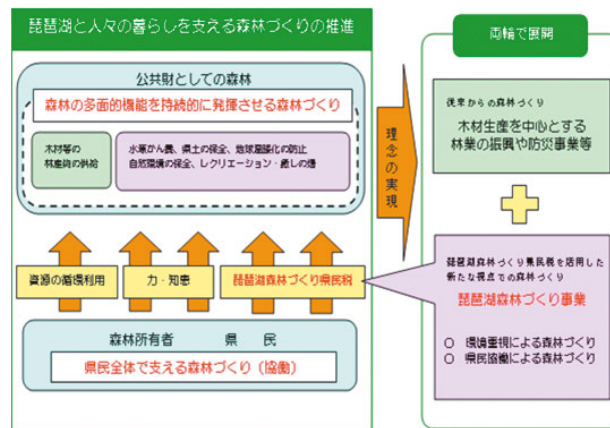 琵琶湖と人々の暮らしを支える森林づくりの推進
公共財としての森林
森林の多面的機能を持続的に発揮させる森林づくり
木材等の
林産物の供給
水源かん養、県土の保全、地球温暖化の防止
自然環境の保全、レクリエーション・癒しの場
資源の循環利用
力・知恵
琵琶湖森林づくり県民税
森林所有者 県 民
県民全体で支える森林づくり（協働）
理念の実現
両輪で展開
従来からの森林づくり
木材生産を中心とする
林業の振興や防災事業等
琵琶湖森林づくり県民税を活用した
新たな視点での森林づくり
琵琶湖森林づくり事業
○ 環境重視による森林づくり
○ 県民協働による森林づくり